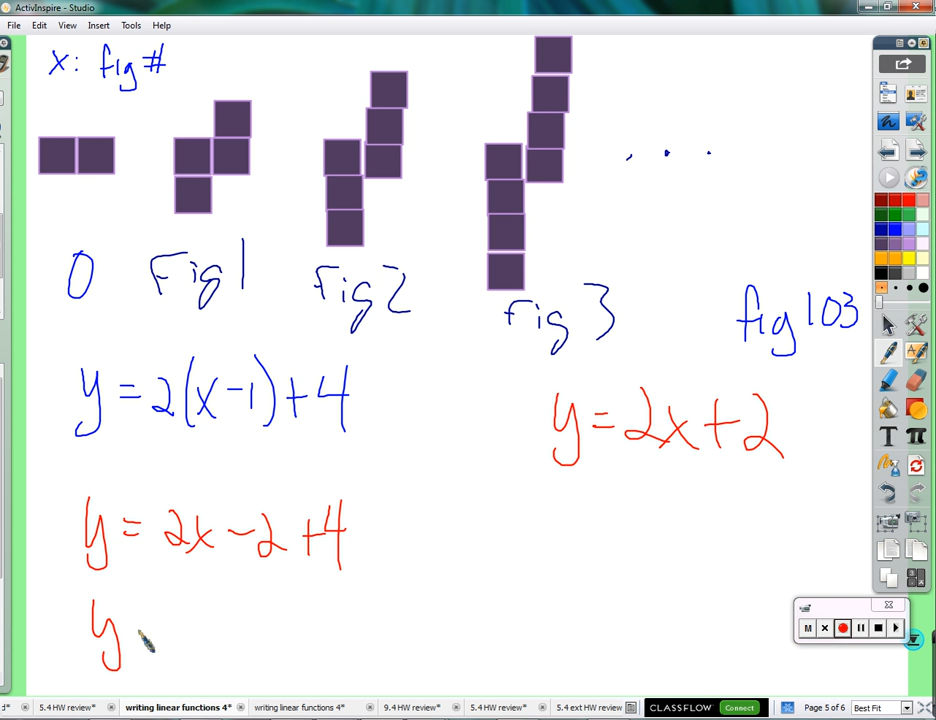 ActivInspire - Studio
File Edit View Insert Tools Help
x: fig #
0 Fig 1 Fig 2 Fig 3 fig 103
y = 2(x-1)+4
y = 2x+2
y = 2x-2+4
y
M
5.4 HW review* writing linear functions 4* writing linear functions 4* 9.4 HW review* 5.4 HW review* 5.4 ext HW review CLASSFLOW Connect Page 5 of 6 Best Fit